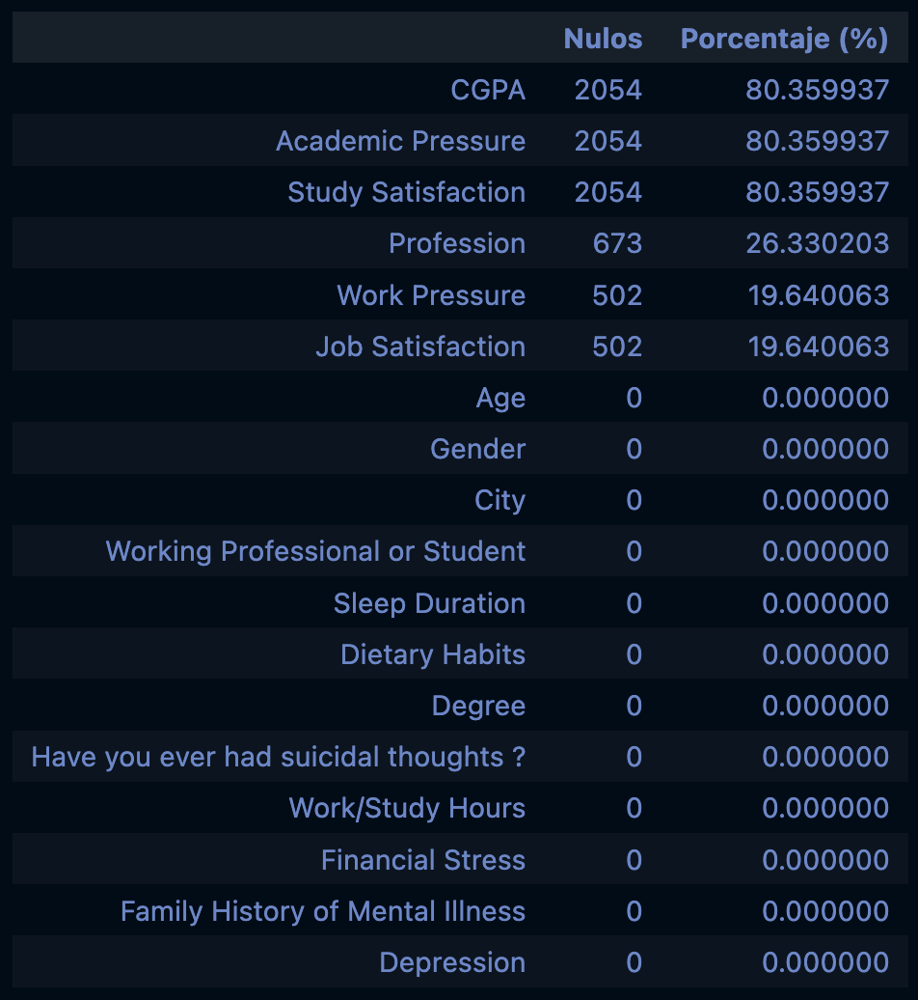 Nulos Porcentaje (%)
CGPA 2054 80.359937
Academic Pressure 2054 80.359937
Study Satisfaction 2054 80.359937
Profession 673 26.330203
Work Pressure 502 19.640063
Job Satisfaction 502 19.640063
Age 0 0.000000
Gender 0 0.000000
City 0 0.000000
Working Professional or Student 0 0.000000
Sleep Duration 0 0.000000
Dietary Habits 0 0.000000
Degree 0 0.000000
Have you ever had suicidal thoughts ? 0 0.000000
Work/Study Hours 0 0.000000
Financial Stress 0 0.000000
Family History of Mental Illness 0 0.000000
Depression 0 0.000000